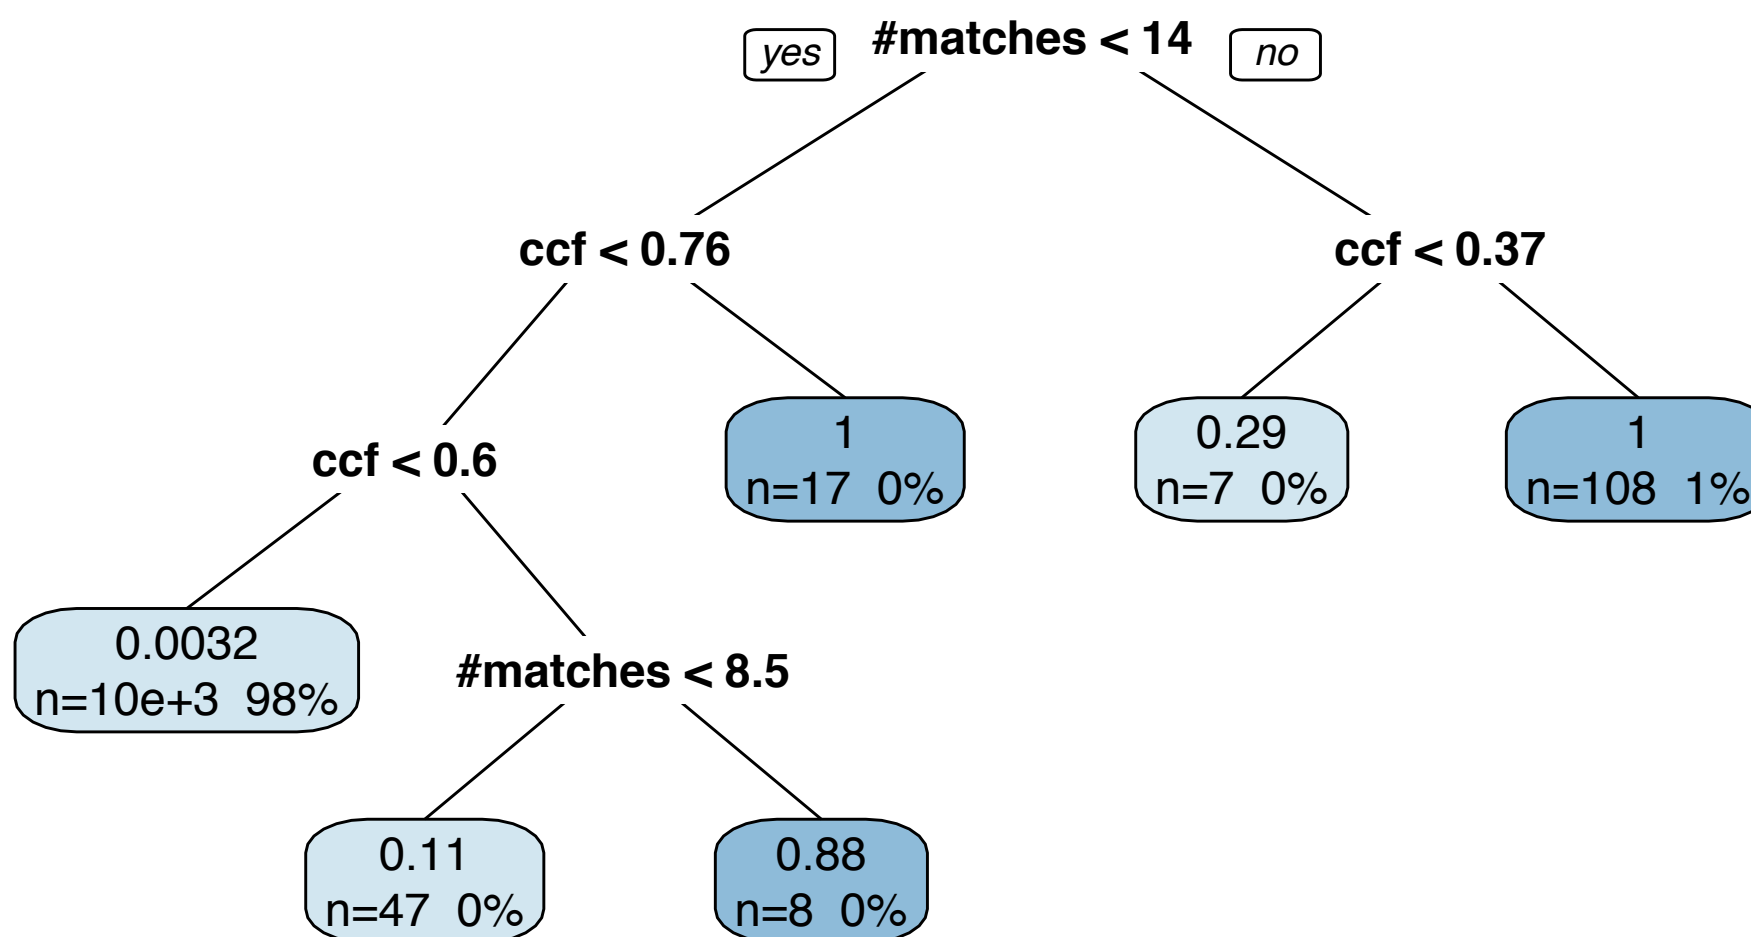 yes #matches < 14 no
ccf < 0.76 ccf < 0.37
1
n=17 0%
0.29
n=7 0%
1
n=108 1%
ccf < 0.6
0.0032
n=10e+3 98%
#matches < 8.5
0.11
n=47 0%
0.88
n=8 0%